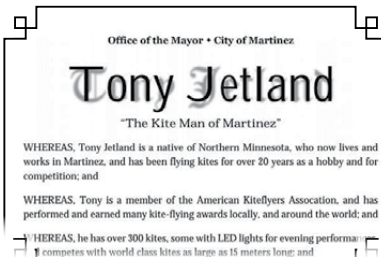 Office of the Mayor • City of Martinez
Tony Jetland
"The Kite Man of Martinez"
WHEREAS, Tony Jetland is a native of Northern Minnesota, who now lives and
works in Martinez, and has been flying kites for over 20 years as a hobby and for
competition; and
WHEREAS, Tony is a member of the American Kiteflyers Assocation, and has
performed and earned many kite-flying awards locally, and around the world; and
WHEREAS, he has over 300 kites, some with LED lights for evening
competes with world class kites as large as 15 meters long; and